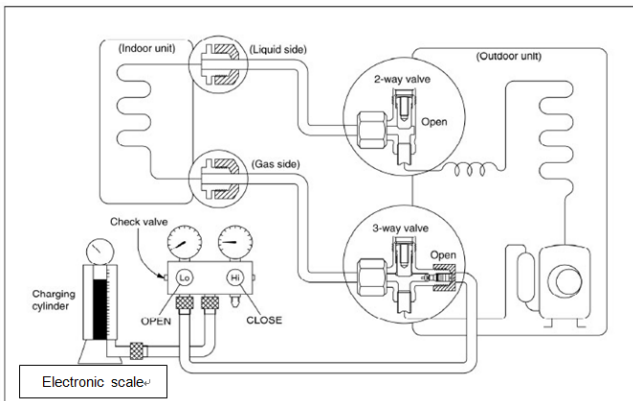 (Indoor unit)
(Liquid side)
(Outdoor unit)
2-way valve
Open
(Gas side)
3-way valve
Open
Check valve
Lo
Hi
Charging
cylinder
OPEN
CLOSE
Electronic scale